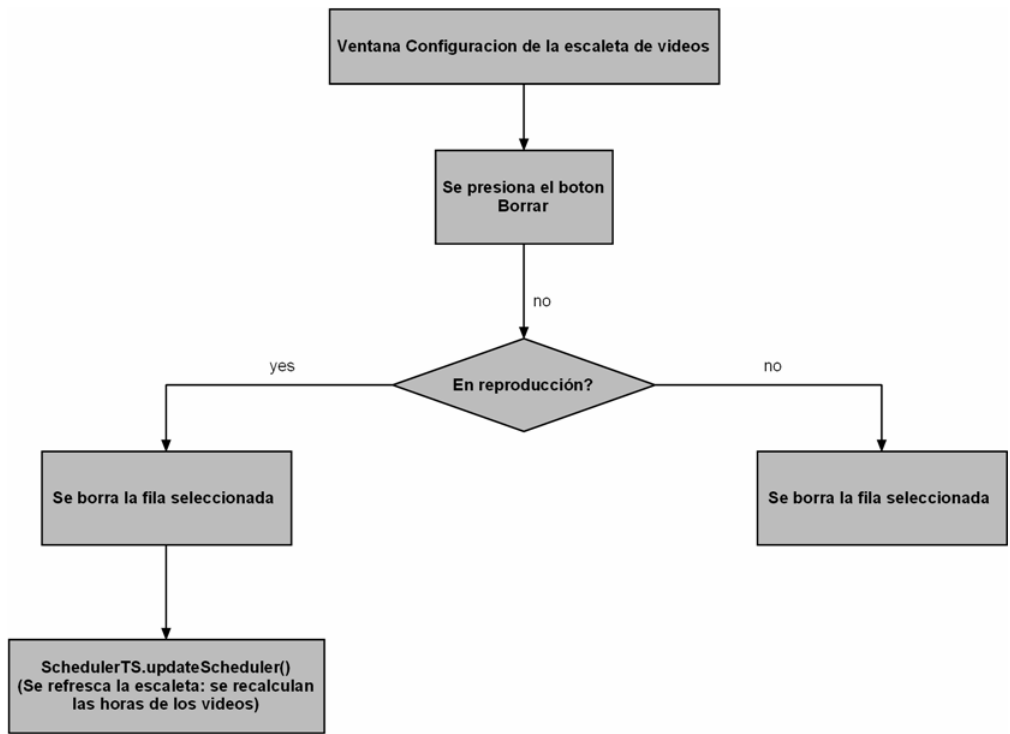 Ventana Configuracion de la escaleta de videos
Se presiona el boton
Borrar
no
yes
En reproducción?
no
Se borra la fila seleccionada
Se borra la fila seleccionada
SchedulerTS.updateScheduler()
(Se refresca la escaleta: se recalculan
las horas de los videos)